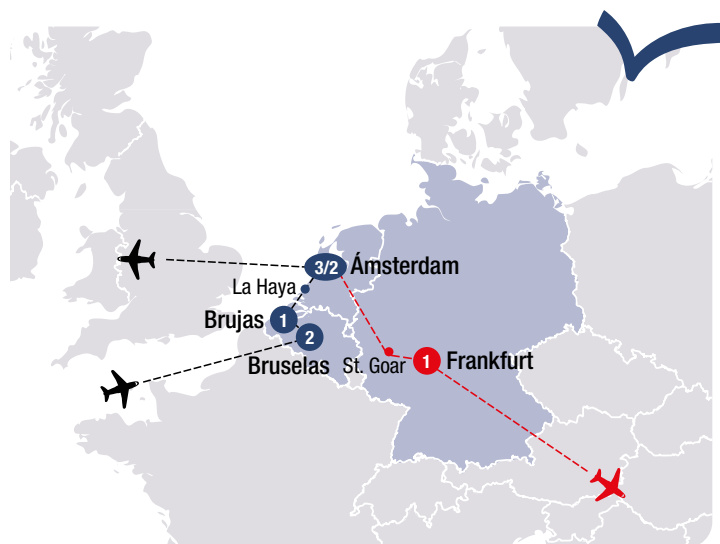 3/2 Ámsterdam
La Haya
Brujas 1
2
Bruselas
St. Goar
1 Frankfurt